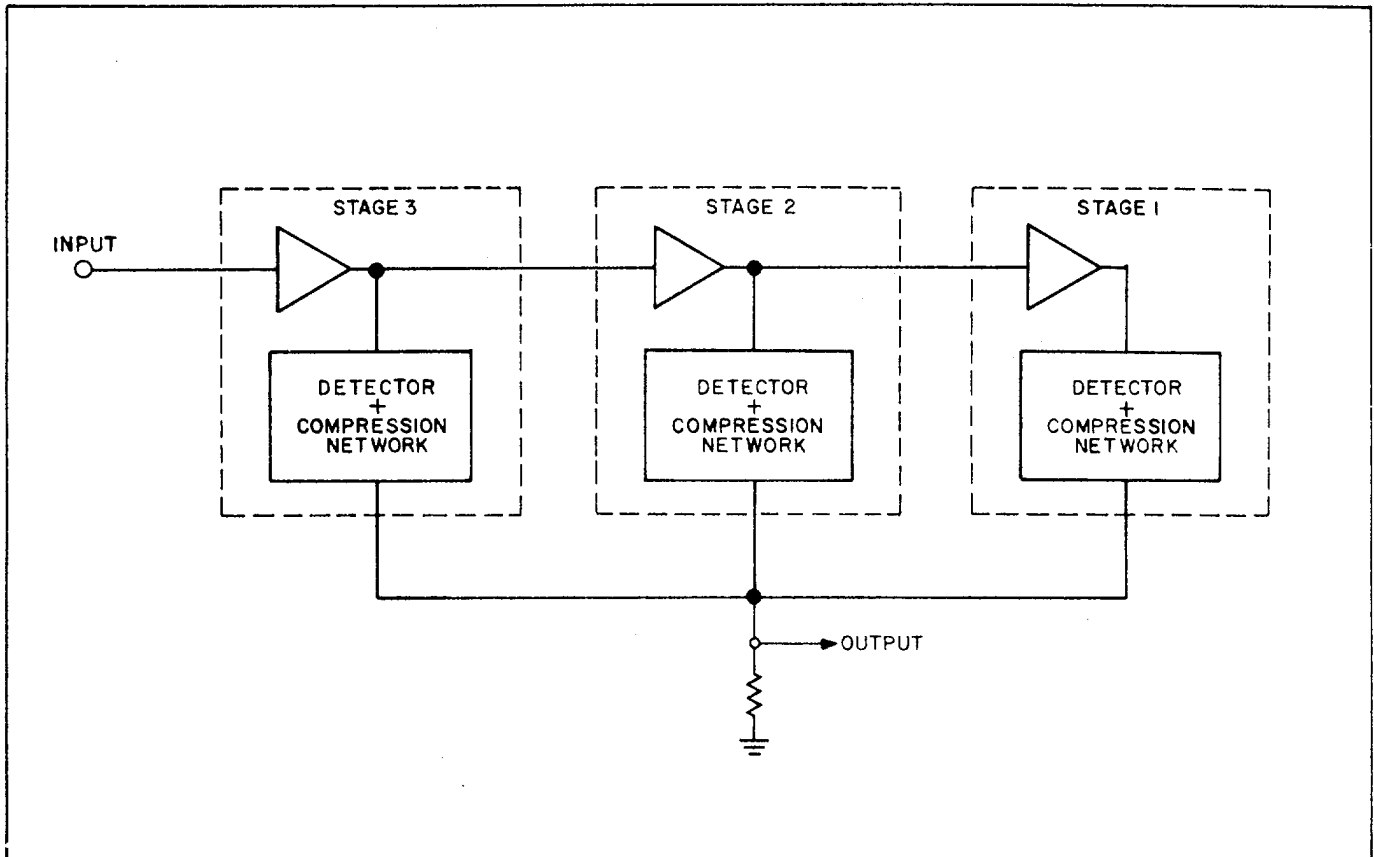 STAGE 3
STAGE 2
STAGE 1
INPUT
DETECTOR
+
COMPRESSION
NETWORK
DETECTOR
+
COMPRESSION
NETWORK
DETECTOR
+
COMPRESSION
NETWORK
OUTPUT